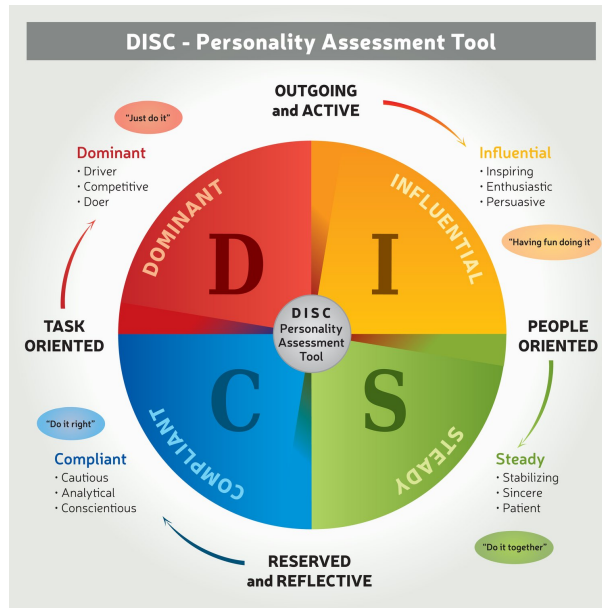 DISC - Personality Assessment Tool
OUTGOING
and ACTIVE
"Just do it"
Dominant
• Driver
• Competitive
• Doer
Influential
• Inspiring
• Enthusiastic
• Persuasive
"Having fun doing it"
DOMINANT
INFLUENTIAL
D
I
DISC
Personality
Assessment
Tool
TASK
ORIENTED
PEOPLE
ORIENTED
C
S
COMPLIANT
STEADY
"Do it right"
Compliant
• Cautious
• Analytical
• Conscientious
Steady
• Stabilizing
• Sincere
• Patient
"Do it together"
RESERVED
and REFLECTIVE